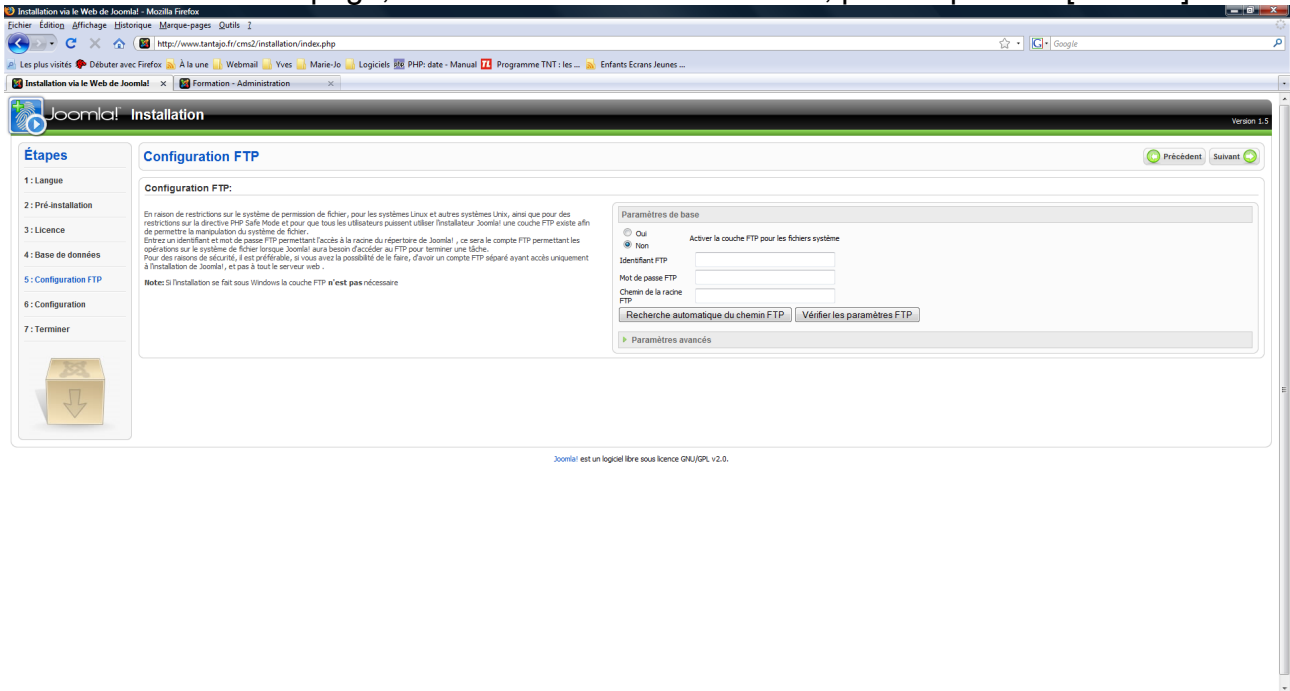 page,
Installation via le Web de Joomla! - Mozilla Firefox
Fichier Édition Affichage Historique Marque-pages Outils ?
http://www.tantajo.fr/cms2/installation/index.php
Google
Les plus visités Débuter avec Firefox À la une Webmail Yves Marie-Jo Logiciels PHP: date - Manual Programme TNT : les ... Enfants Ecrans Jeunes ...
Installation via le Web de Joomla! Formation - Administration
Joomla! Installation
Version 1.5
Étapes
1 : Langue
2 : Pré-installation
3 : Licence
4 : Base de données
5 : Configuration FTP
6 : Configuration
7 : Terminer
Configuration FTP
Précédent Suivant
Configuration FTP:
En raison de restrictions sur le système de permission de fichier, pour les systèmes Linux et autres systèmes Unix, ainsi que pour des
restrictions sur la directive PHP Safe Mode et pour que tous les utilisateurs puissent utiliser l'installateur Joomla! une couche FTP existe afin
de permettre la manipulation du système de fichier.
Entrez un identifiant et mot de passe FTP permettant l'accès à la racine du répertoire de Joomla! , ce sera le compte FTP permettant les
opérations sur le système de fichier lorsque Joomla! aura besoin d'accéder au FTP pour terminer une tâche.
Pour des raisons de sécurité, il est préférable, si vous avez la possibilité de le faire, d'avoir un compte FTP séparé ayant accès uniquement
à l'installation de Joomla!, et pas à tout le serveur web .
Note: Si l'installation se fait sous Windows la couche FTP n'est pas nécessaire
Paramètres de base
Oui
Non
Activer la couche FTP pour les fichiers système
Identifiant FTP
Mot de passe FTP
Chemin de la racine
FTP
Recherche automatique du chemin FTP Vérifier les paramètres FTP
Paramètres avancés
Joomla! est un logiciel libre sous licence GNU/GPL v2.0.